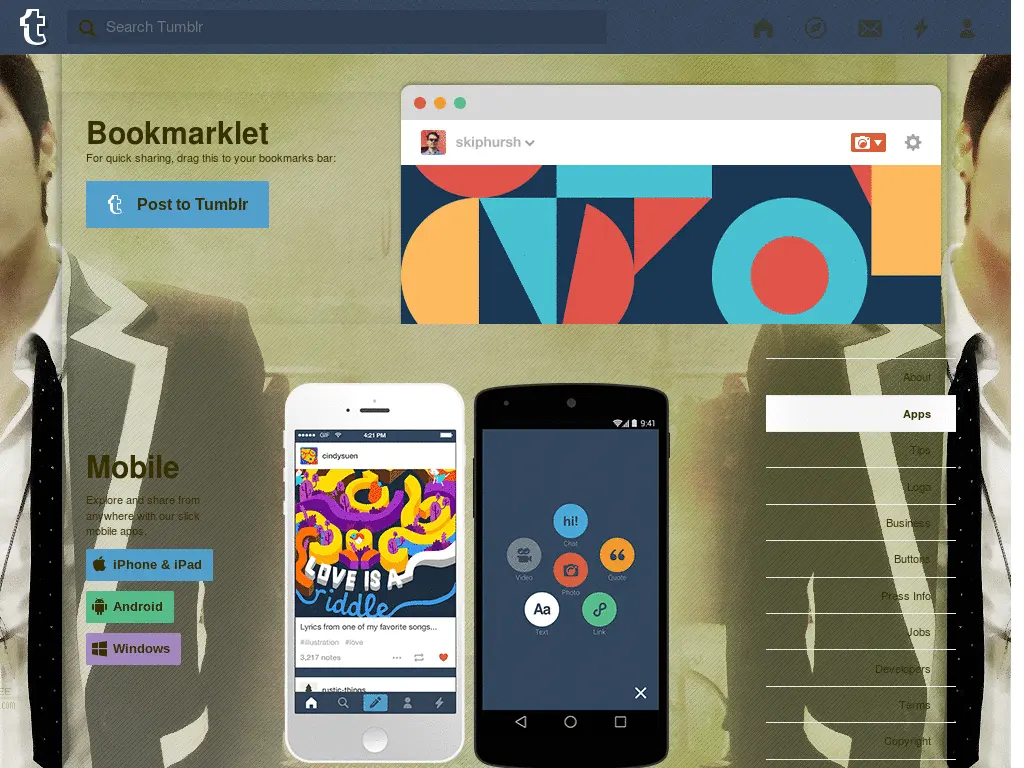 Search Tumblr
Bookmarklet
For quick sharing, drag this to your bookmarks bar:
Post to Tumblr
skiphursh
About
Apps
Tips
Logo
Business
Buttons
Press Info
Jobs
Developers
Terms
Copyright
Mobile
Explore and share from
anywhere with our slick
mobile apps.
iPhone & iPad
Android
Windows
GIF
4:21 PM
cindysuen
LOVE IS A
riddle
Lyrics from one of my favorite songs...
#illustration #love
3,217 notes
rustic-things
9:41
hi!
Chat
Video
Photo
Quote
Aa
Text
Link